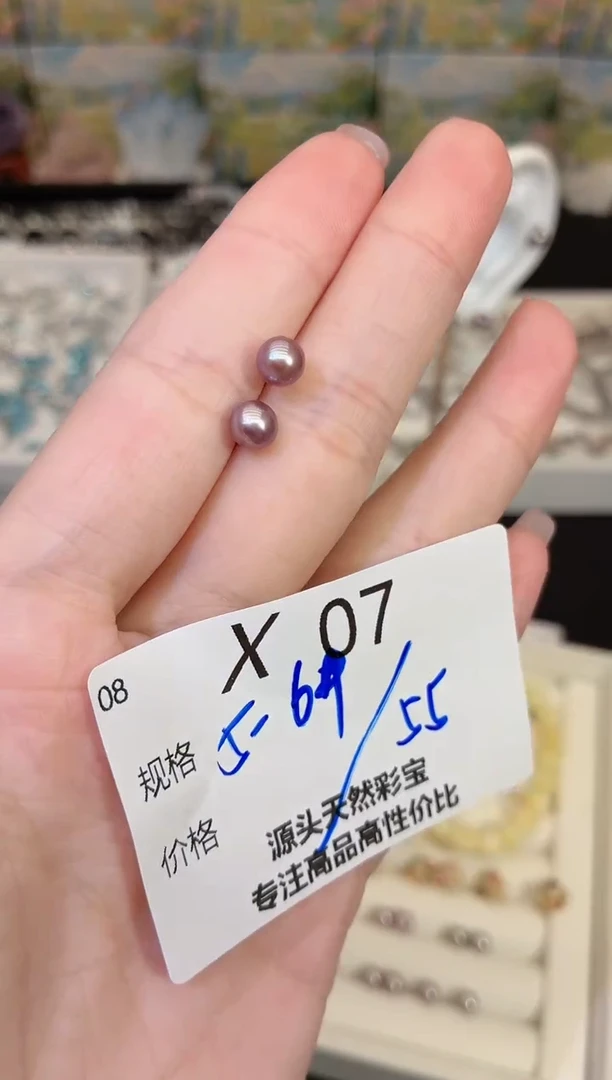 X 07
08
规格 5-6# / 55
价格
源头天然彩宝
专注高品高性价比